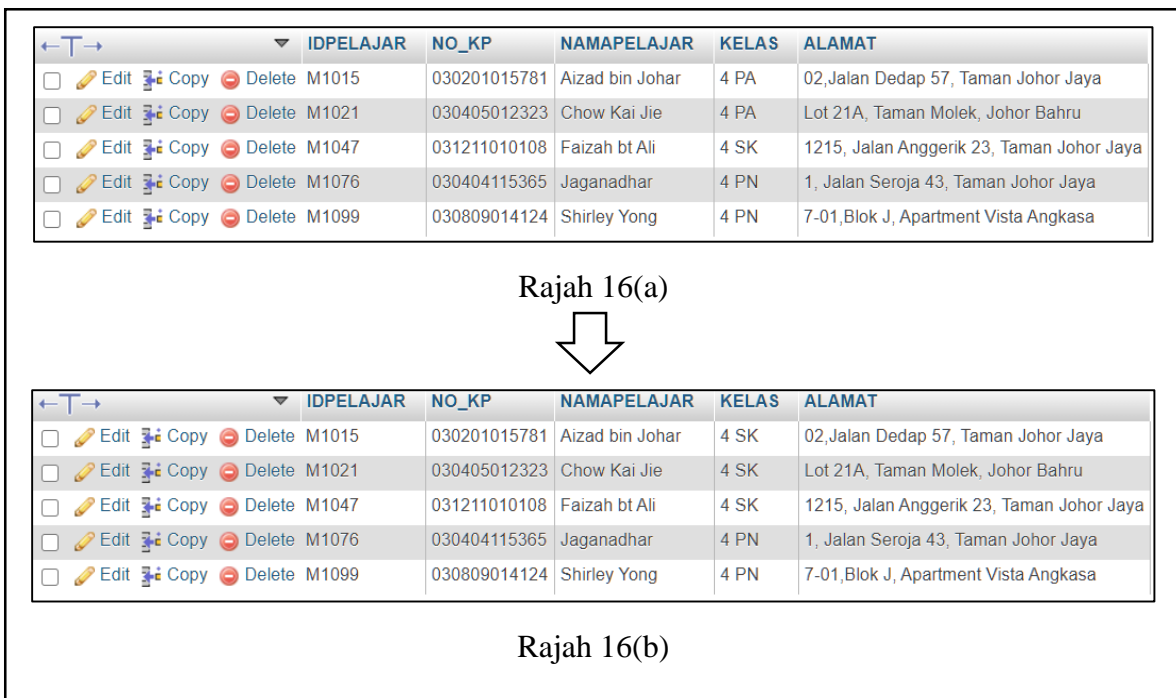 ←T→ ▼ IDPELAJAR NO_KP NAMAPELAJAR KELAS ALAMAT
Edit Copy Delete M1015 030201015781 Aizad bin Johar 4 PA 02,Jalan Dedap 57, Taman Johor Jaya
Edit Copy Delete M1021 030405012323 Chow Kai Jie 4 PA Lot 21A, Taman Molek, Johor Bahru
Edit Copy Delete M1047 031211010108 Faizah bt Ali 4 SK 1215, Jalan Anggerik 23, Taman Johor Jaya
Edit Copy Delete M1076 030404115365 Jaganadhar 4 PN 1, Jalan Seroja 43, Taman Johor Jaya
Edit Copy Delete M1099 030809014124 Shirley Yong 4 PN 7-01,Blok J, Apartment Vista Angkasa
Rajah 16(a)
←T→ ▼ IDPELAJAR NO_KP NAMAPELAJAR KELAS ALAMAT
Edit Copy Delete M1015 030201015781 Aizad bin Johar 4 SK 02,Jalan Dedap 57, Taman Johor Jaya
Edit Copy Delete M1021 030405012323 Chow Kai Jie 4 SK Lot 21A, Taman Molek, Johor Bahru
Edit Copy Delete M1047 031211010108 Faizah bt Ali 4 SK 1215, Jalan Anggerik 23, Taman Johor Jaya
Edit Copy Delete M1076 030404115365 Jaganadhar 4 PN 1, Jalan Seroja 43, Taman Johor Jaya
Edit Copy Delete M1099 030809014124 Shirley Yong 4 PN 7-01,Blok J, Apartment Vista Angkasa
Rajah 16(b)